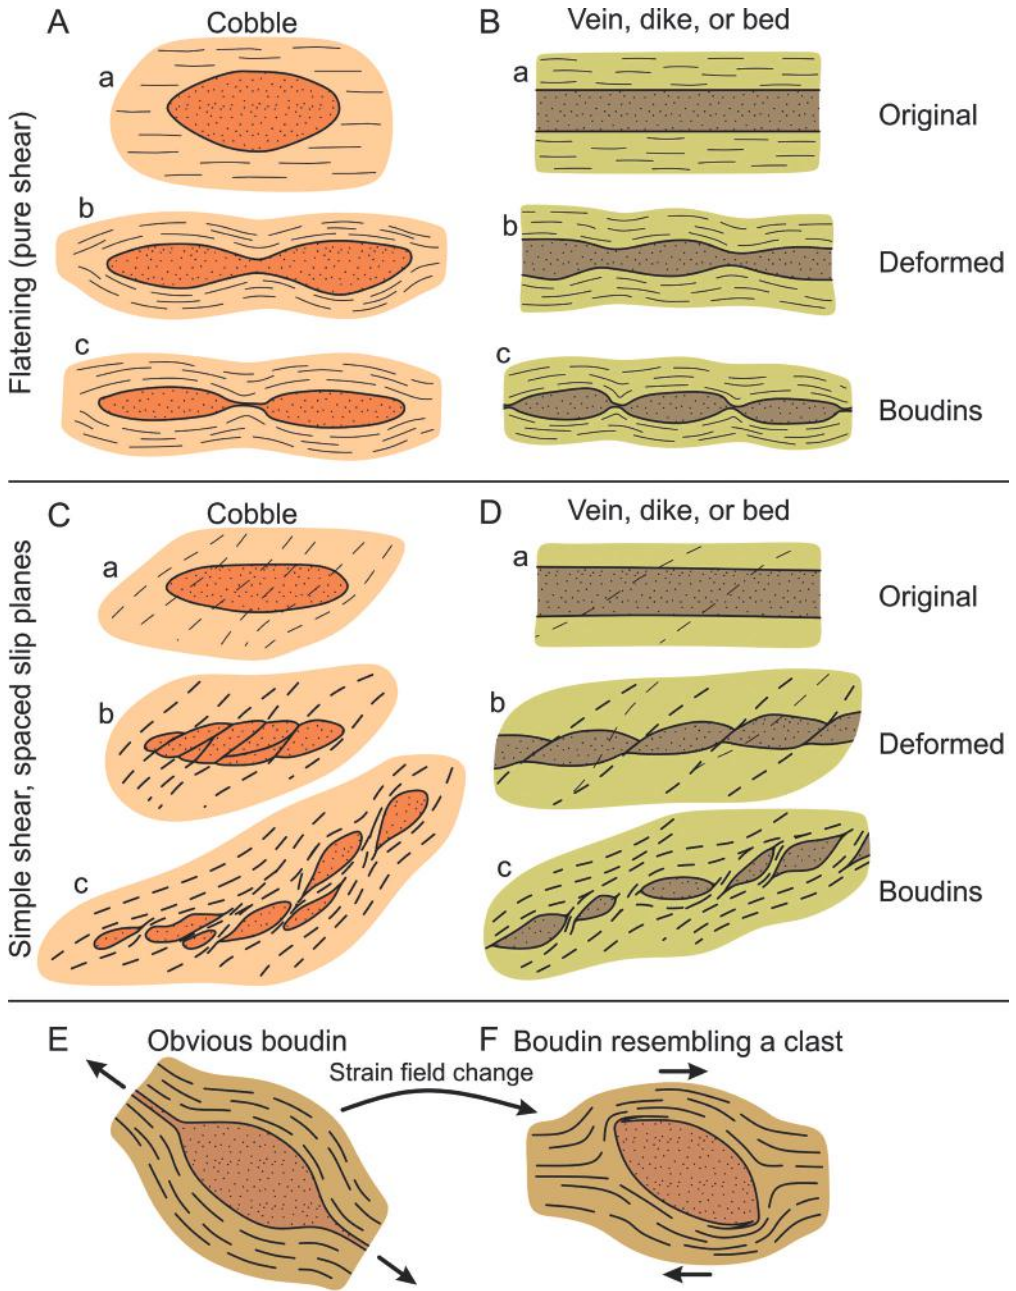 A
Cobble
B
Vein, dike, or bed
a
a
Original
b
b
Deformed
c
c
Boudins
Flatening (pure shear)
C
Cobble
D
Vein, dike, or bed
a
a
Original
b
b
Deformed
c
c
Boudins
Simple shear, spaced slip planes
E
Obvious boudin
F
Boudin resembling a clast
Strain field change